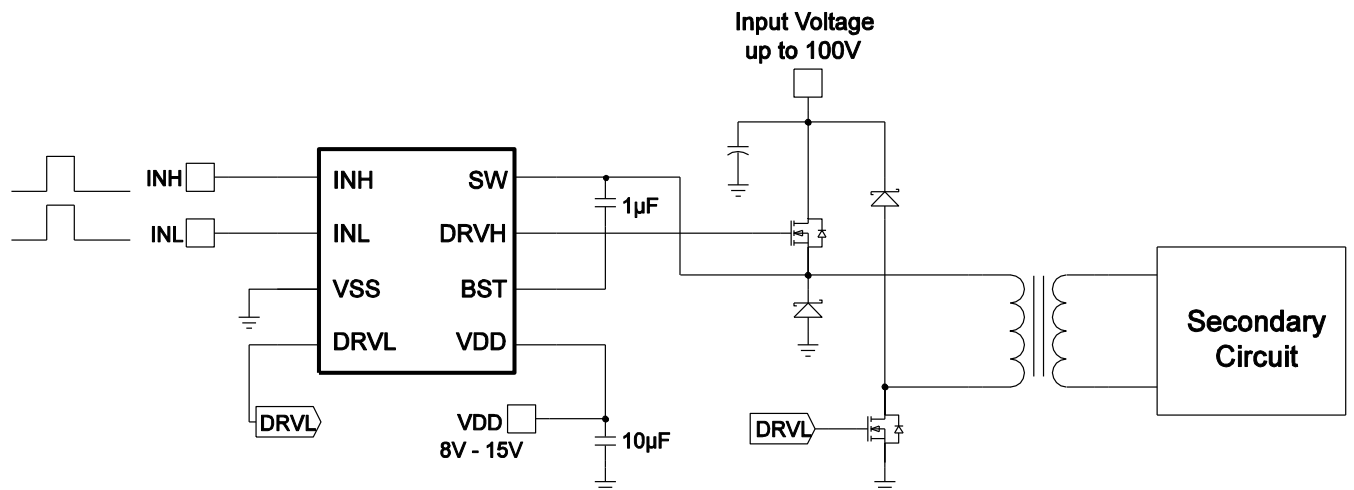 Input Voltage
up to 100V
INH
INL
INH
INL
VSS
DRVL
SW
DRVH
BST
VDD
1µF
DRVL
VDD
8V - 15V
10µF
DRVL
Secondary
Circuit